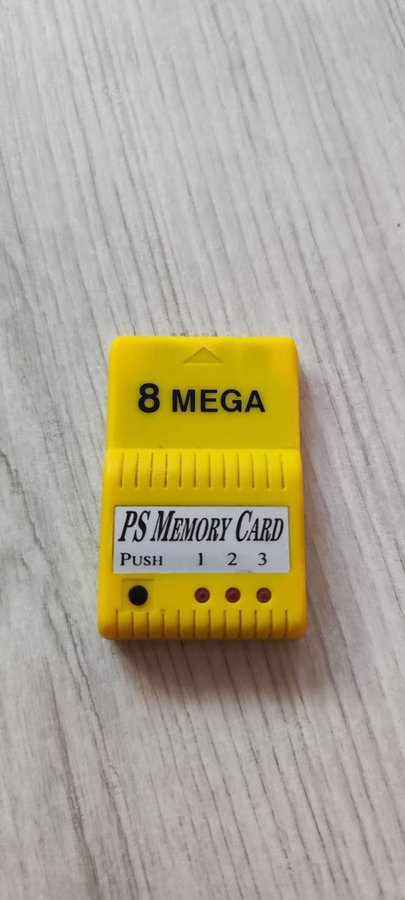 8 MEGA
PS MEMORY CARD
PUSH 1 2 3